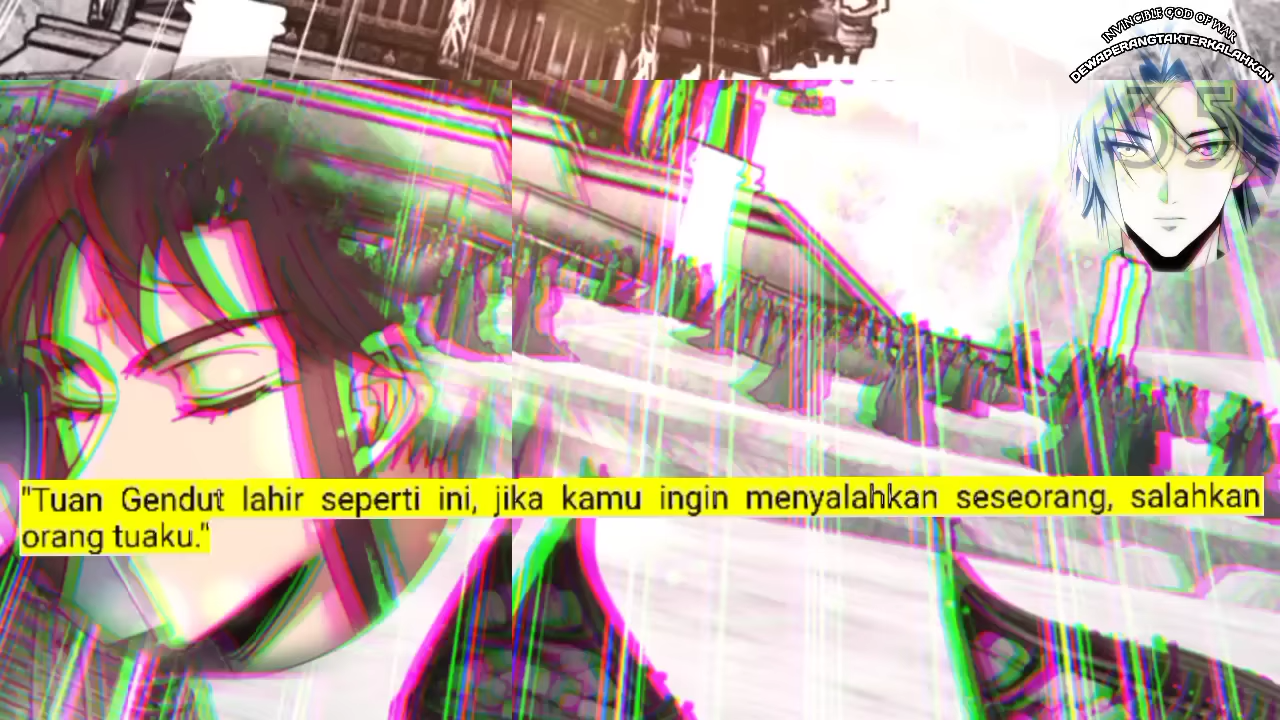 INVINCIBLE GOD OF WAR
DEWAPERANGTAKTERKALAHKAN
"Tuan Gendut lahir seperti ini, jika kamu ingin menyalahkan seseorang, salahkan
orang tuaku."